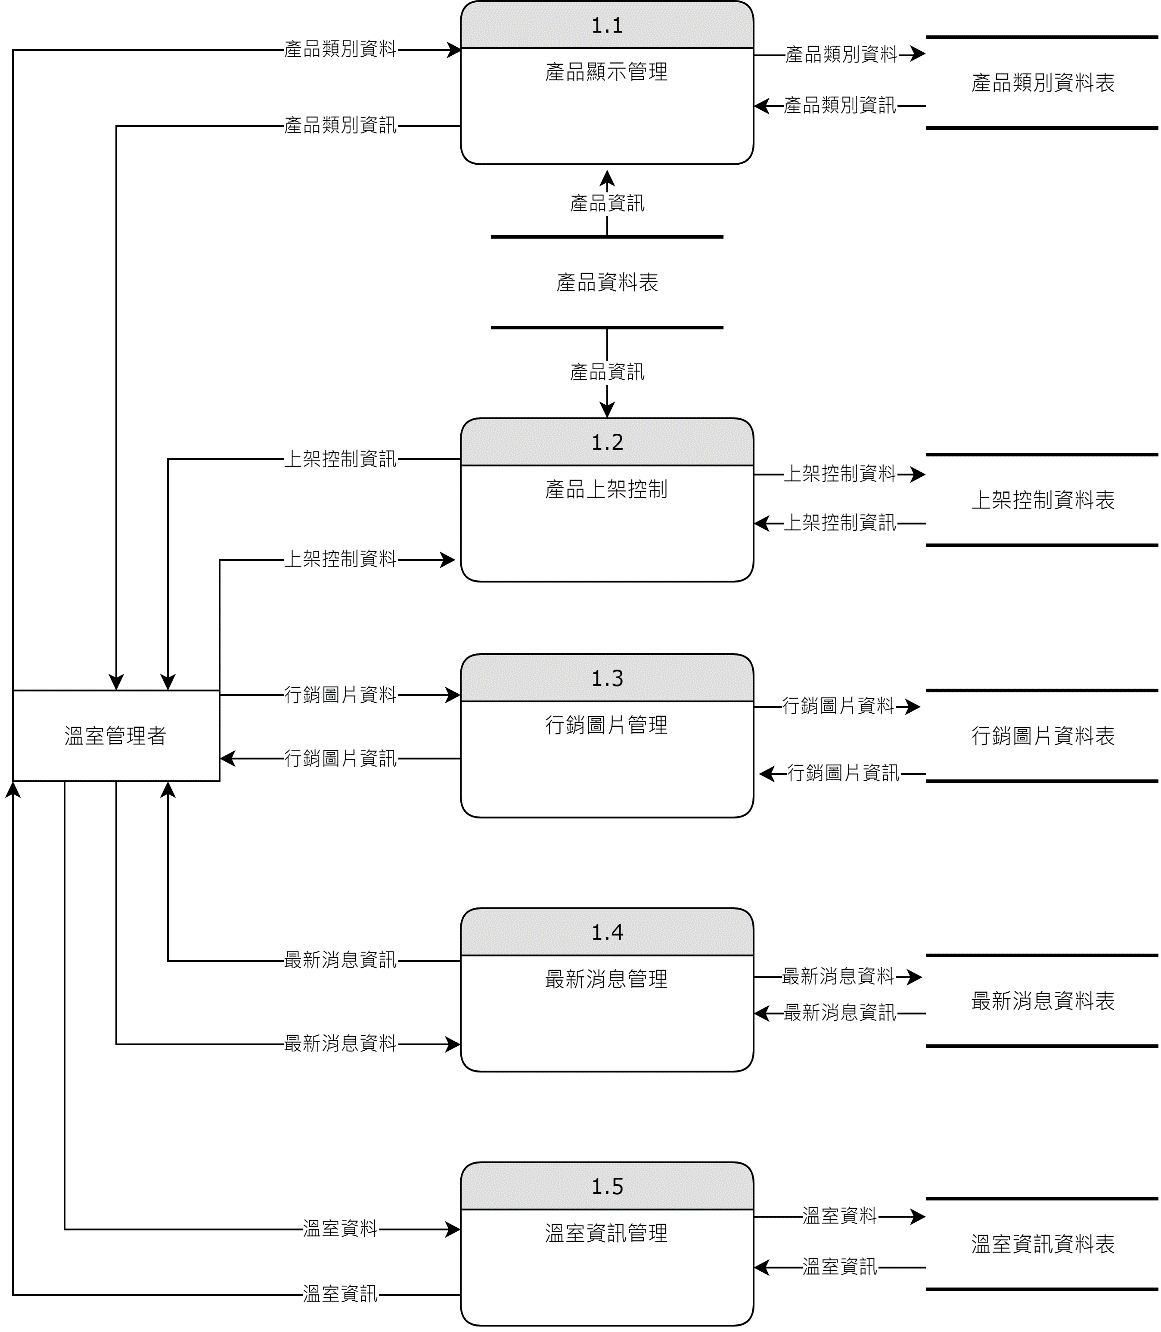 1.1
產品類別資料
產品顯示管理
產品類別資料
產品類別資料表
產品類別資訊
產品類別資訊
產品資訊
產品資料表
產品資訊
1.2
上架控制資訊
產品上架控制
上架控制資料
上架控制資料表
上架控制資訊
上架控制資料
1.3
行銷圖片資料
行銷圖片資料
溫室管理者
行銷圖片管理
行銷圖片資料表
行銷圖片資訊
行銷圖片資訊
1.4
最新消息資訊
最新消息管理
最新消息資料
最新消息資料表
最新消息資訊
最新消息資料
1.5
溫室資料
溫室資訊管理
溫室資料
溫室資訊資料表
溫室資訊
溫室資訊